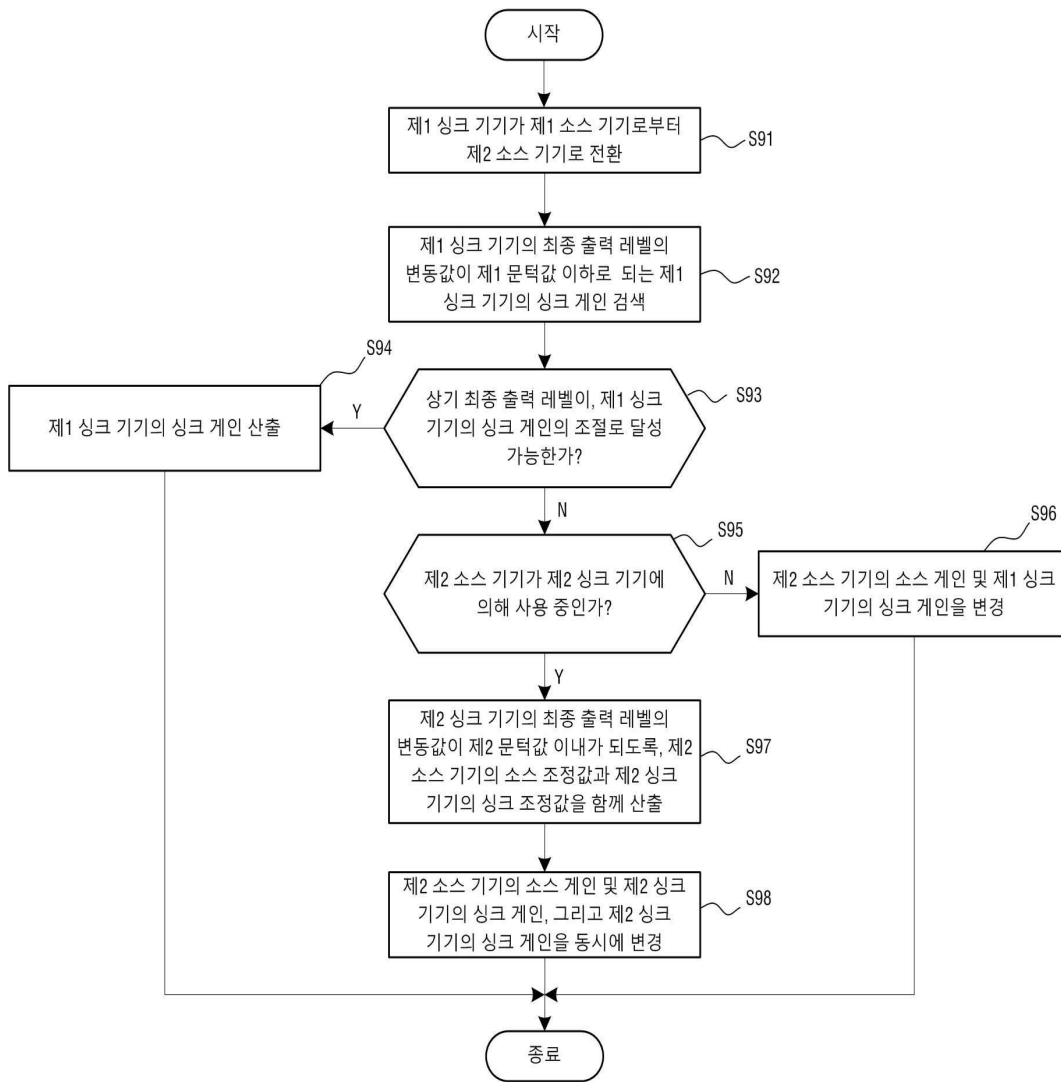 시작
제1 싱크 기기가 제1 소스 기기로부터
제2 소스 기기로 전환
S91
제1 싱크 기기의 최종 출력 레벨의
변동값이 제1 문턱값 이하로 되는 제1
싱크 기기의 싱크 게인 검색
S92
S94
제1 싱크 기기의 싱크 게인 산출
Y
상기 최종 출력 레벨이, 제1 싱크
기기의 싱크 게인의 조절로 달성
가능한가?
S93
N
S95
제2 소스 기기가 제2 싱크 기기에
의해 사용 중인가?
N
S96
제2 소스 기기의 소스 게인 및 제1 싱크
기기의 싱크 게인을 변경
Y
제2 싱크 기기의 최종 출력 레벨의
변동값이 제2 문턱값 이내가 되도록, 제2
소스 기기의 소스 조정값과 제2 싱크
기기의 싱크 조정값을 함께 산출
S97
제2 소스 기기의 소스 게인 및 제2 싱크
기기의 싱크 게인, 그리고 제2 싱크
기기의 싱크 게인을 동시에 변경
S98
종료